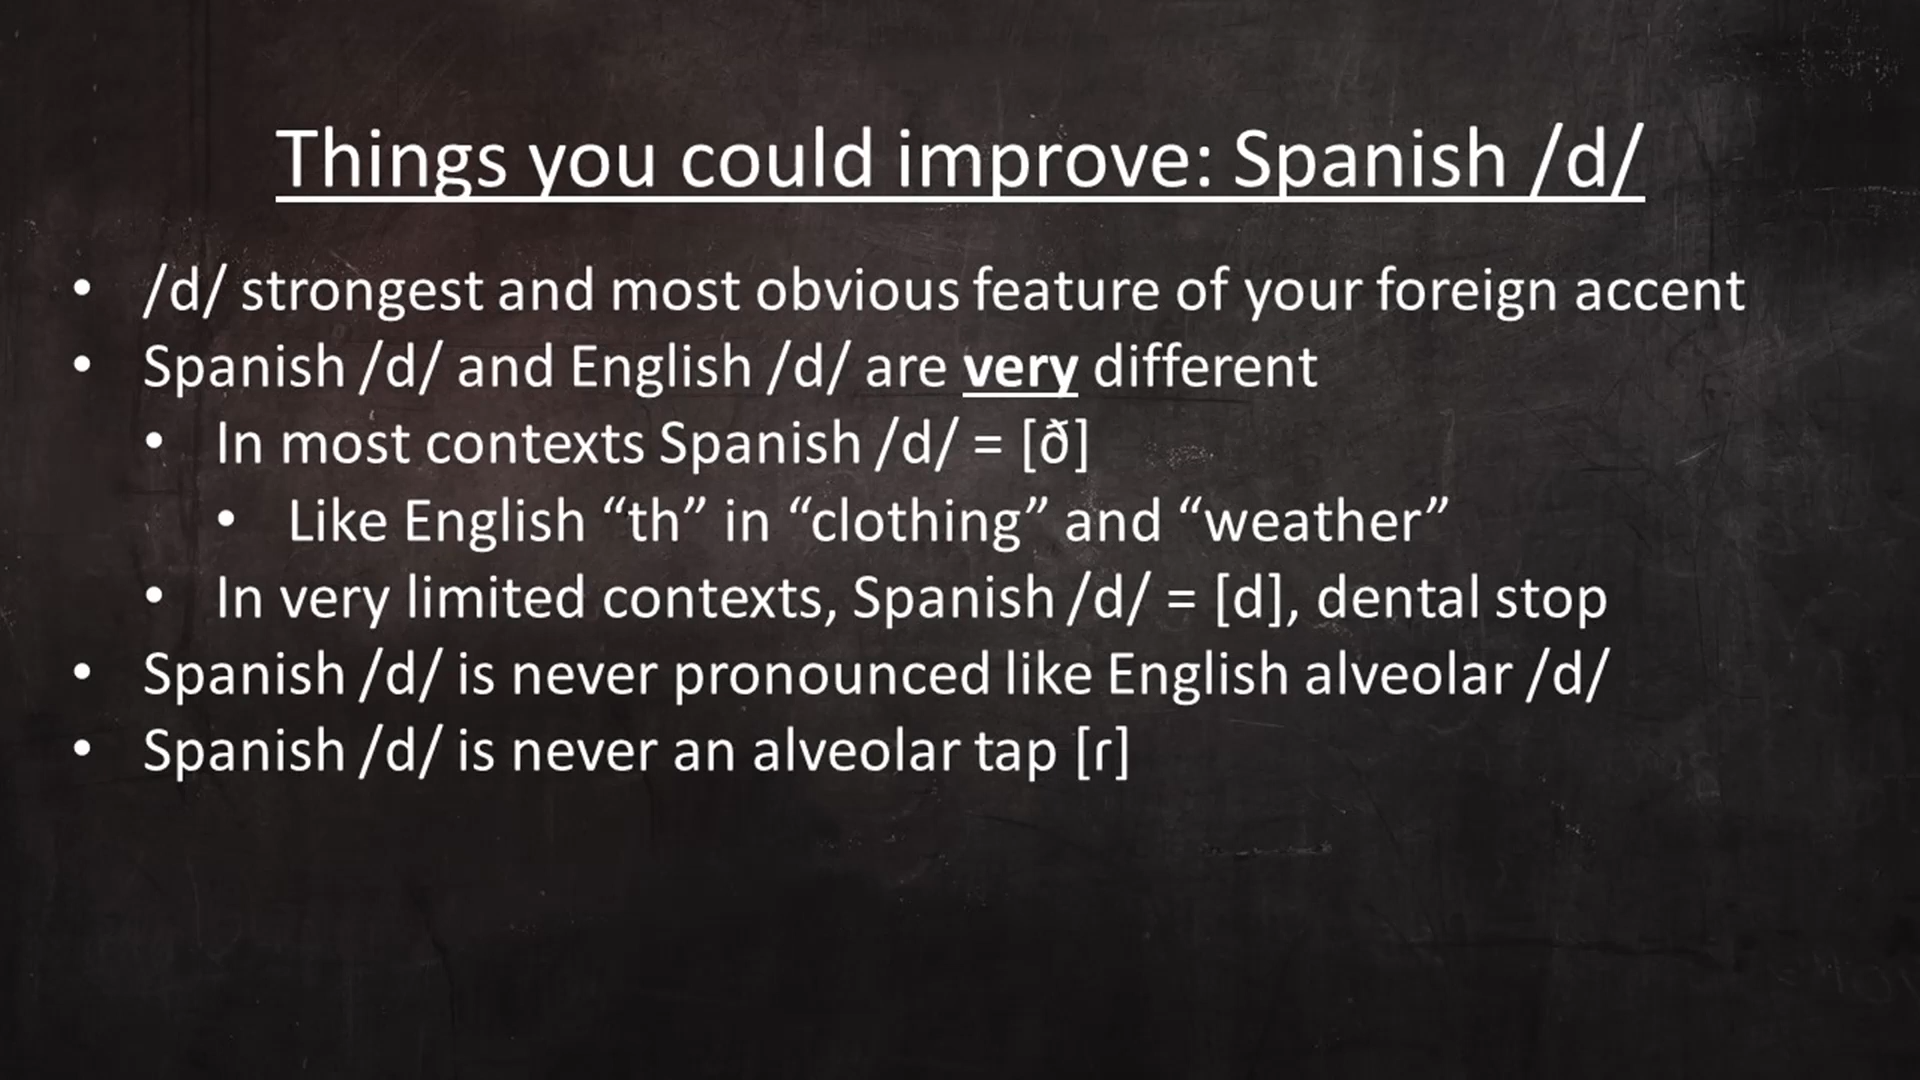 Things you could improve: Spanish /d/
• /d/ strongest and most obvious feature of your foreign accent
• Spanish /d/ and English /d/ are very different
• In most contexts Spanish /d/ = [ð]
• Like English “th” in “clothing” and “weather”
• In very limited contexts, Spanish /d/ = [d], dental stop
• Spanish /d/ is never pronounced like English alveolar /d/
• Spanish /d/ is never an alveolar tap [ɾ]